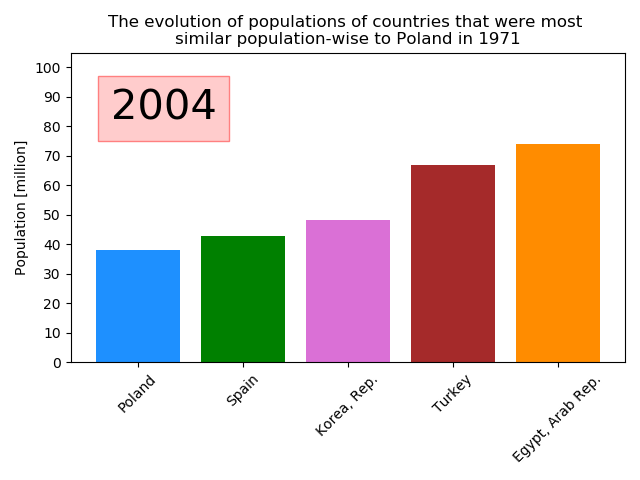 The evolution of populations of countries that were most
similar population-wise to Poland in 1971
2004
Population [million]
100
90
80
70
60
50
40
30
20
10
0
Poland
Spain
Korea, Rep.
Turkey
Egypt, Arab Rep.